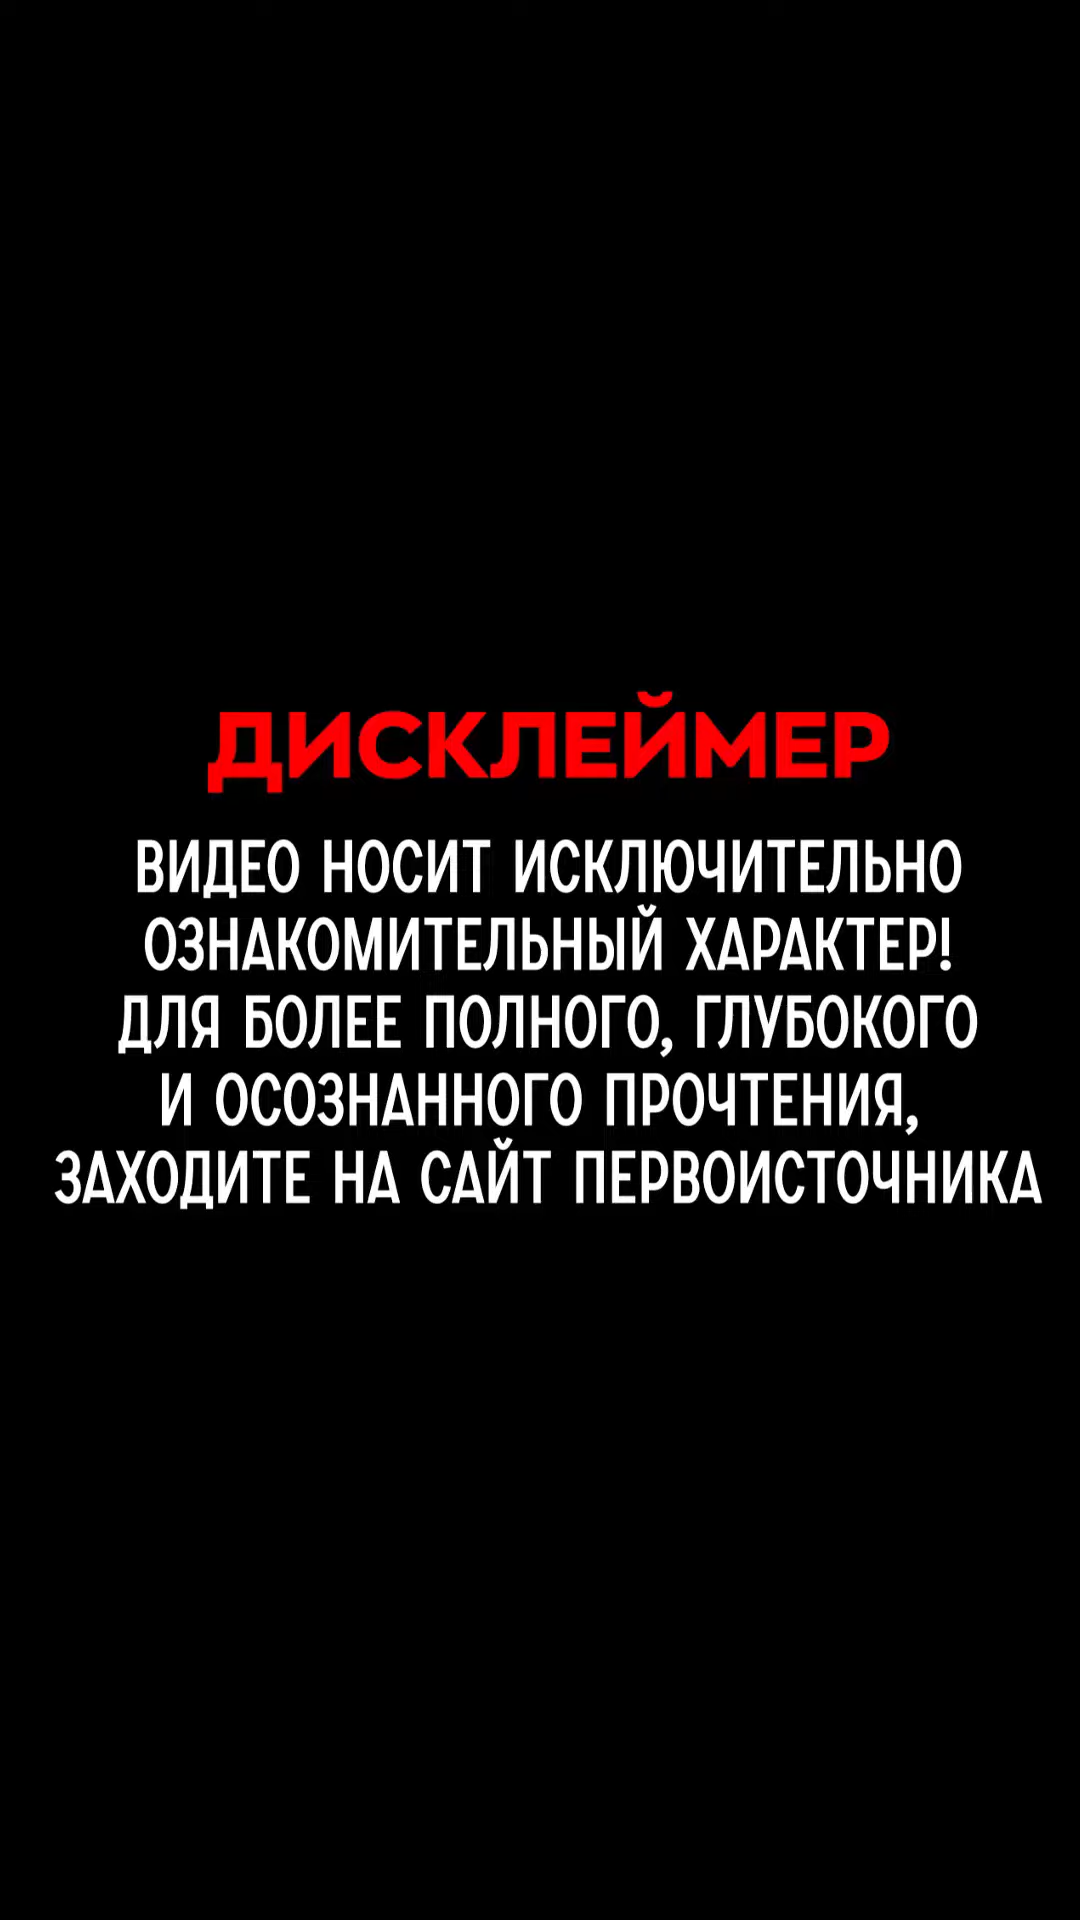 ДИСКЛЕЙМЕР
ВИДЕО НОСИТ ИСКЛЮЧИТЕЛЬНО
ОЗНАКОМИТЕЛЬНЫЙ ХАРАКТЕР!
ДЛЯ БОЛЕЕ ПОЛНОГО, ГЛУБОКОГО
И ОСОЗНАННОГО ПРОЧТЕНИЯ,
ЗАХОДИТЕ НА САЙТ ПЕРВОИСТОЧНИКА